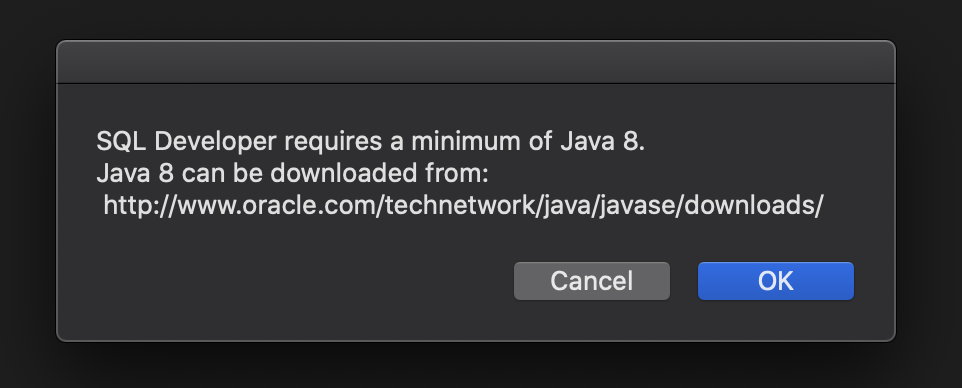 SQL Developer requires a minimum of Java 8.
Java 8 can be downloaded from:
http://www.oracle.com/technetwork/java/javase/downloads/
Cancel
OK